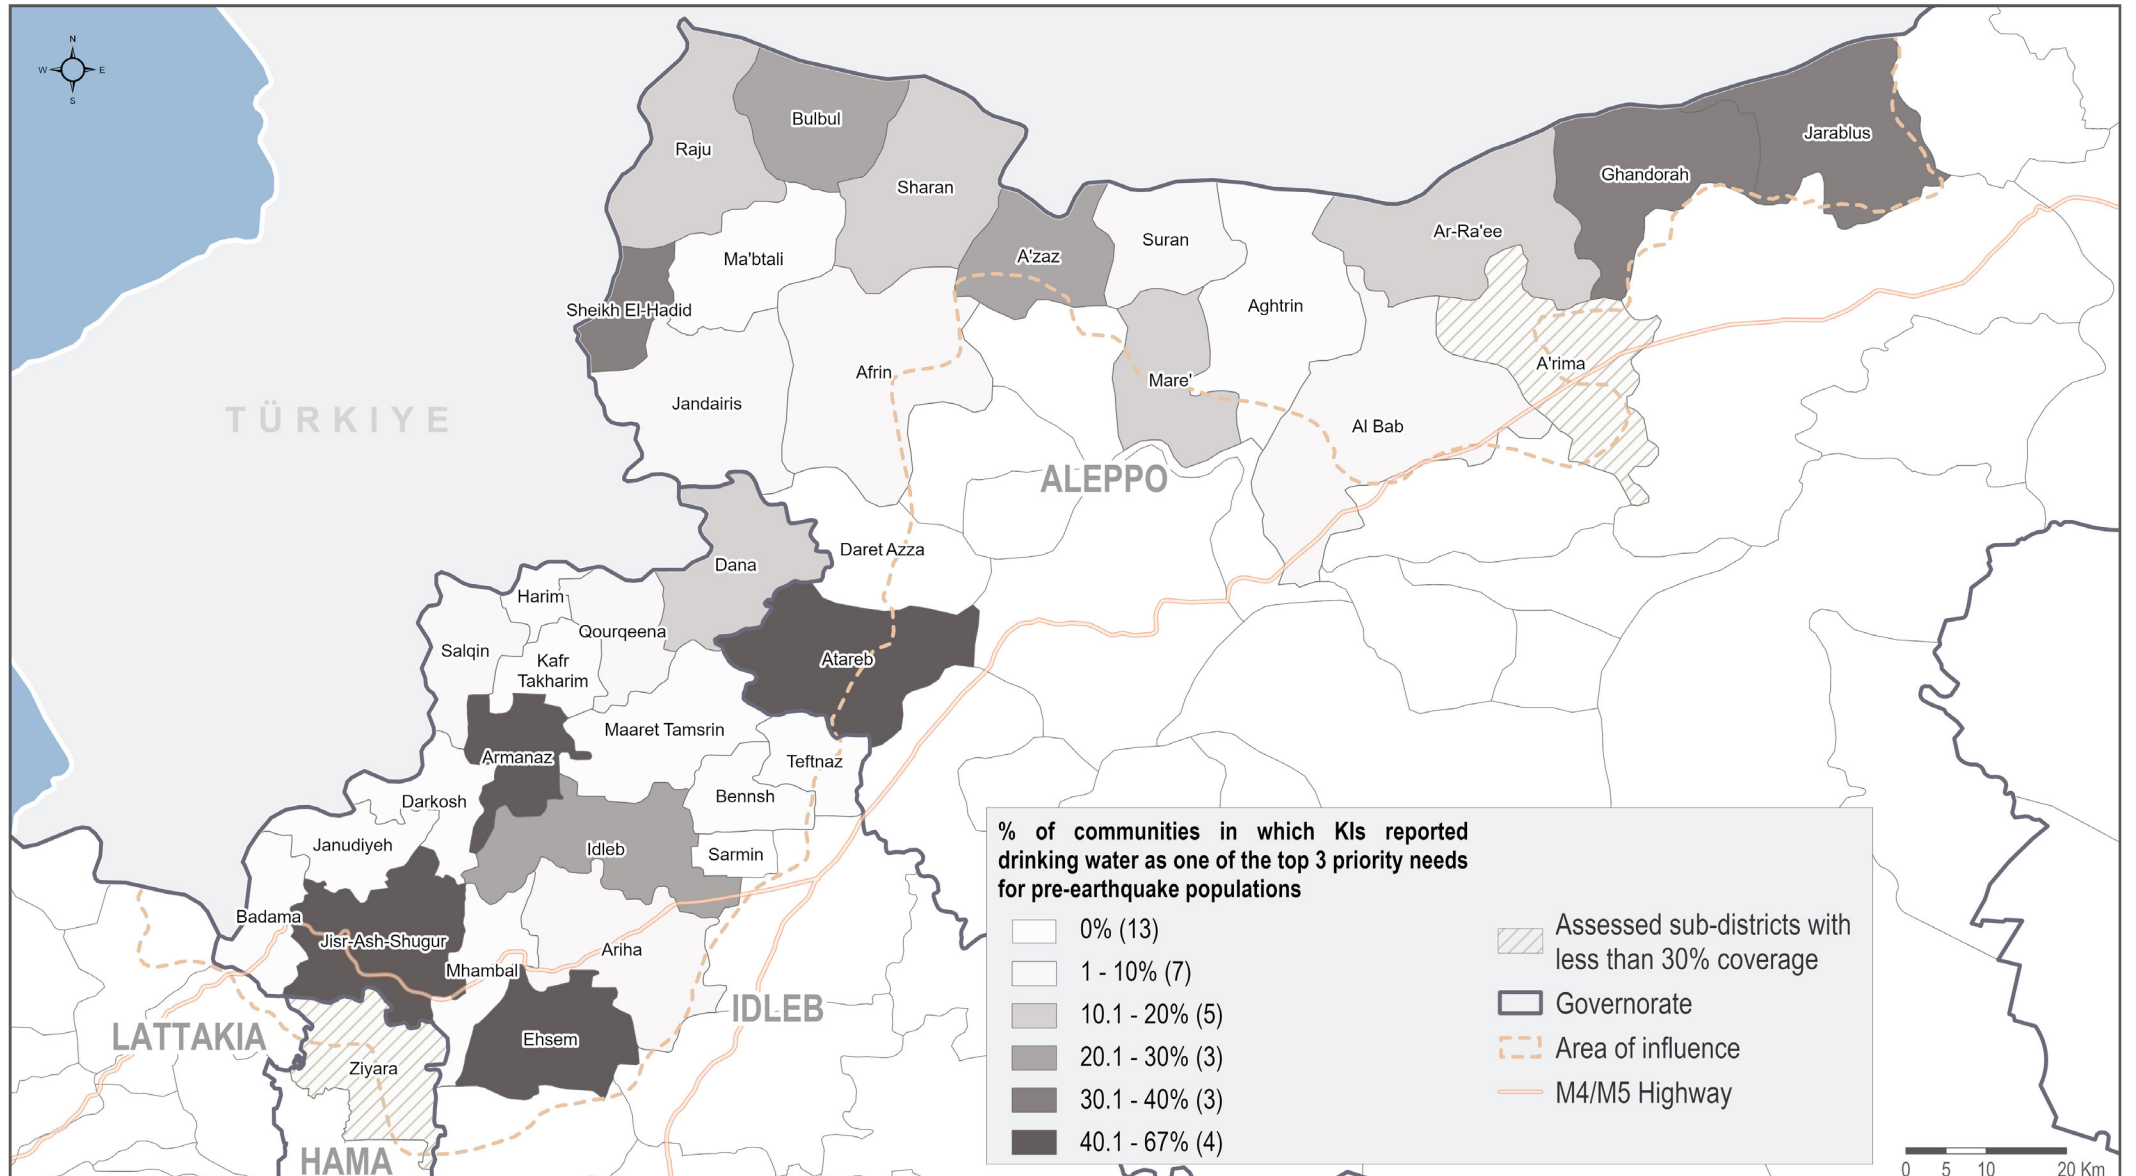 N
W E
S
Bulbul
Jarablus
Raju
Ghandorah
Sharan
Ar-Ra'ee
Suran
A'zaz
Ma'btali
Aghtrin
Sheikh El-Hadid
A'rima
Afrin
Mare'
Jandairis
TÜRKIYE
Al Bab
ALEPPO
Daret Azza
Dana
Harim
Qourqeena
Salqin
Kafr
Takharim
Atareb
Maaret Tamsrin
Armanaz
Teftnaz
Bennsh
Darkosh
Janudiyeh
Idleb
Sarmin
Badama
Jisr-Ash-Shugur
Ariha
Mhambal
IDLEB
LATTAKIA
Ehsem
Ziyara
HAMA
% of communities in which KIs reported
drinking water as one of the top 3 priority needs
for pre-earthquake populations
0% (13)
1 - 10% (7)
10.1 - 20% (5)
20.1 - 30% (3)
30.1 - 40% (3)
40.1 - 67% (4)
Assessed sub-districts with
less than 30% coverage
Governorate
Area of influence
M4/M5 Highway
0 5 10 20 Km